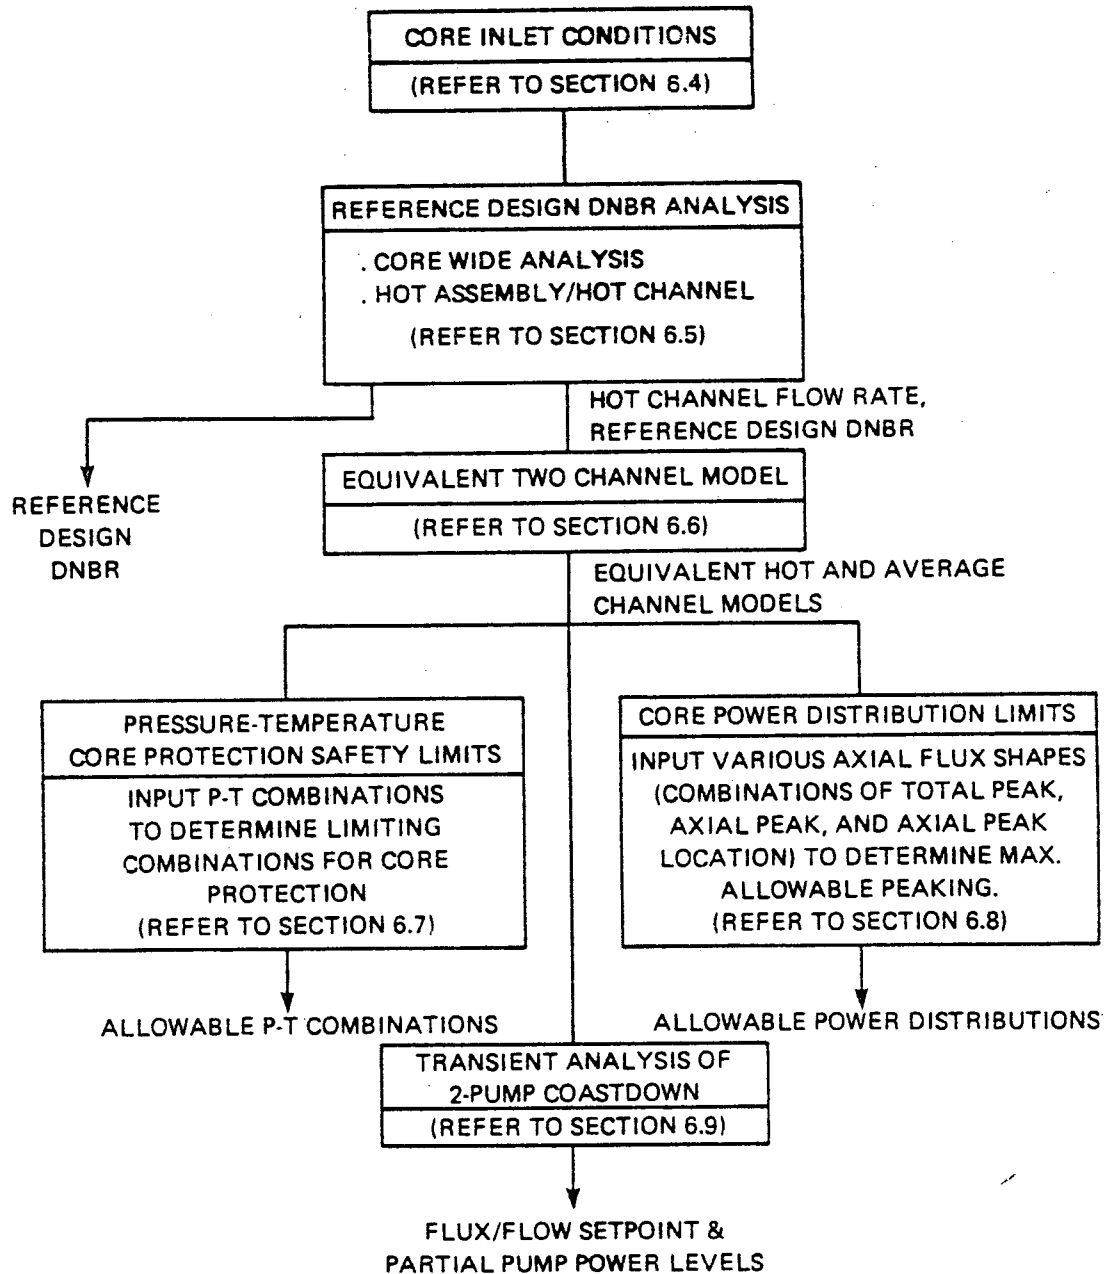 CORE INLET CONDITIONS
(REFER TO SECTION 6.4)
REFERENCE DESIGN DNBR ANALYSIS
. CORE WIDE ANALYSIS
. HOT ASSEMBLY/HOT CHANNEL
(REFER TO SECTION 6.5)
HOT CHANNEL FLOW RATE,
REFERENCE DESIGN DNBR
REFERENCE
DESIGN
DNBR
EQUIVALENT TWO CHANNEL MODEL
(REFER TO SECTION 6.6)
EQUIVALENT HOT AND AVERAGE
CHANNEL MODELS
PRESSURE-TEMPERATURE
CORE PROTECTION SAFETY LIMITS
INPUT P-T COMBINATIONS
TO DETERMINE LIMITING
COMBINATIONS FOR CORE
PROTECTION
(REFER TO SECTION 6.7)
ALLOWABLE P-T COMBINATIONS
CORE POWER DISTRIBUTION LIMITS
INPUT VARIOUS AXIAL FLUX SHAPES
(COMBINATIONS OF TOTAL PEAK,
AXIAL PEAK, AND AXIAL PEAK
LOCATION) TO DETERMINE MAX.
ALLOWABLE PEAKING.
(REFER TO SECTION 6.8)
ALLOWABLE POWER DISTRIBUTIONS
TRANSIENT ANALYSIS OF
2-PUMP COASTDOWN
(REFER TO SECTION 6.9)
FLUX/FLOW SETPOINT &
PARTIAL PUMP POWER LEVELS